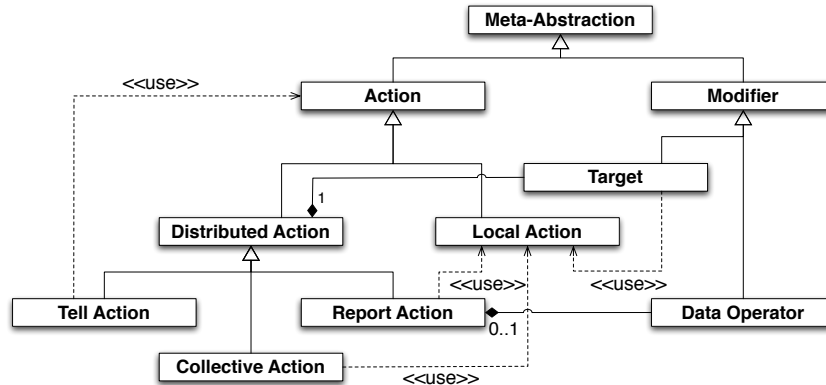 Meta-Abstraction
<<use>>
Action
Modifier
Target
1
Distributed Action
Local Action
<<use>>
<<use>>
Tell Action
Report Action
Data Operator
0..1
Collective Action
<<use>>